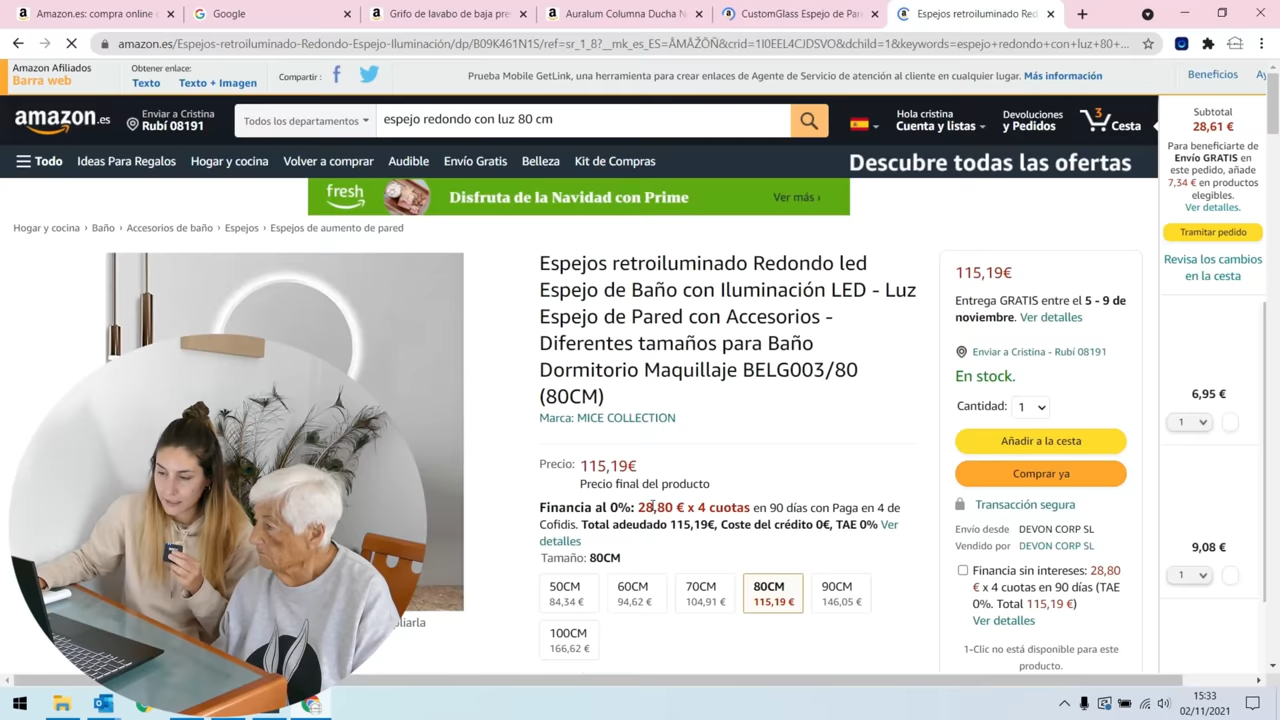 Amazon: compra online
Google
Grifo de lavabo de baja pre
Auralum Columna Ducha N
CustomGlass Espejo de Par
Espejos retroiluminado Red
amazon.es/Espejos-retroiluminado-Redondo-Espejo-Iluminación/dp/B09K461N1S/ref=sr_1_8?__mk_es_ES=ÅMÅŽÕÑ&crid=1I0EEL4CJDSVO&dchild=1&keywords=espejo+redondo+con+luz+80+...
Amazon Afiliados
Barra web
Obtener enlace:
Texto Texto + Imagen
Compartir :
Prueba Mobile GetLink, una herramienta para crear enlaces de Agente de Servicio de atención al cliente en cualquier lugar. Más información
Beneficios Ay
amazon.es
Enviar a Cristina
Rubí 08191
Todos los departamentos
espejo redondo con luz 80 cm
Hola cristina
Cuenta y listas
Devoluciones
y Pedidos
3
Cesta
Todo Ideas Para Regalos Hogar y cocina Volver a comprar Audible Envío Gratis Belleza Kit de Compras
Descubre todas las ofertas
fresh
Disfruta de la Navidad con Prime
Ver más ›
Hogar y cocina › Baño › Accesorios de baño › Espejos › Espejos de aumento de pared
Espejos retroiluminado Redondo led
Espejo de Baño con Iluminación LED - Luz
Espejo de Pared con Accesorios -
Diferentes tamaños para Baño
Dormitorio Maquillaje BELG003/80
(80CM)
Marca: MICE COLLECTION
Precio: 115,19€
Precio final del producto
Financia al 0%: 28,80 € x 4 cuotas en 90 días con Paga en 4 de
Cofidis. Total adeudado 115,19€, Coste del crédito 0€, TAE 0% Ver
detalles
Tamaño: 80CM
50CM
84,34 €
60CM
94,62 €
70CM
104,91 €
80CM
115,19 €
90CM
146,05 €
100CM
166,62 €
ampliarla
115,19€
Entrega GRATIS entre el 5 - 9 de
noviembre. Ver detalles
Enviar a Cristina - Rubí 08191
En stock.
Cantidad: 1
Añadir a la cesta
Comprar ya
Transacción segura
Envío desde DEVON CORP SL
Vendido por DEVON CORP SL
Financia sin intereses: 28,80
€ x 4 cuotas en 90 días (TAE
0%. Total 115,19 €)
Ver detalles
1-Clic no está disponible para este
producto.
Subtotal
28,61 €
Para beneficiarte de
Envío GRATIS en
este pedido, añade
7,34 € en productos
elegibles.
Ver detalles.
Tramitar pedido
Revisa los cambios
en la cesta
6,95 €
1
9,08 €
1
15:33
02/11/2021